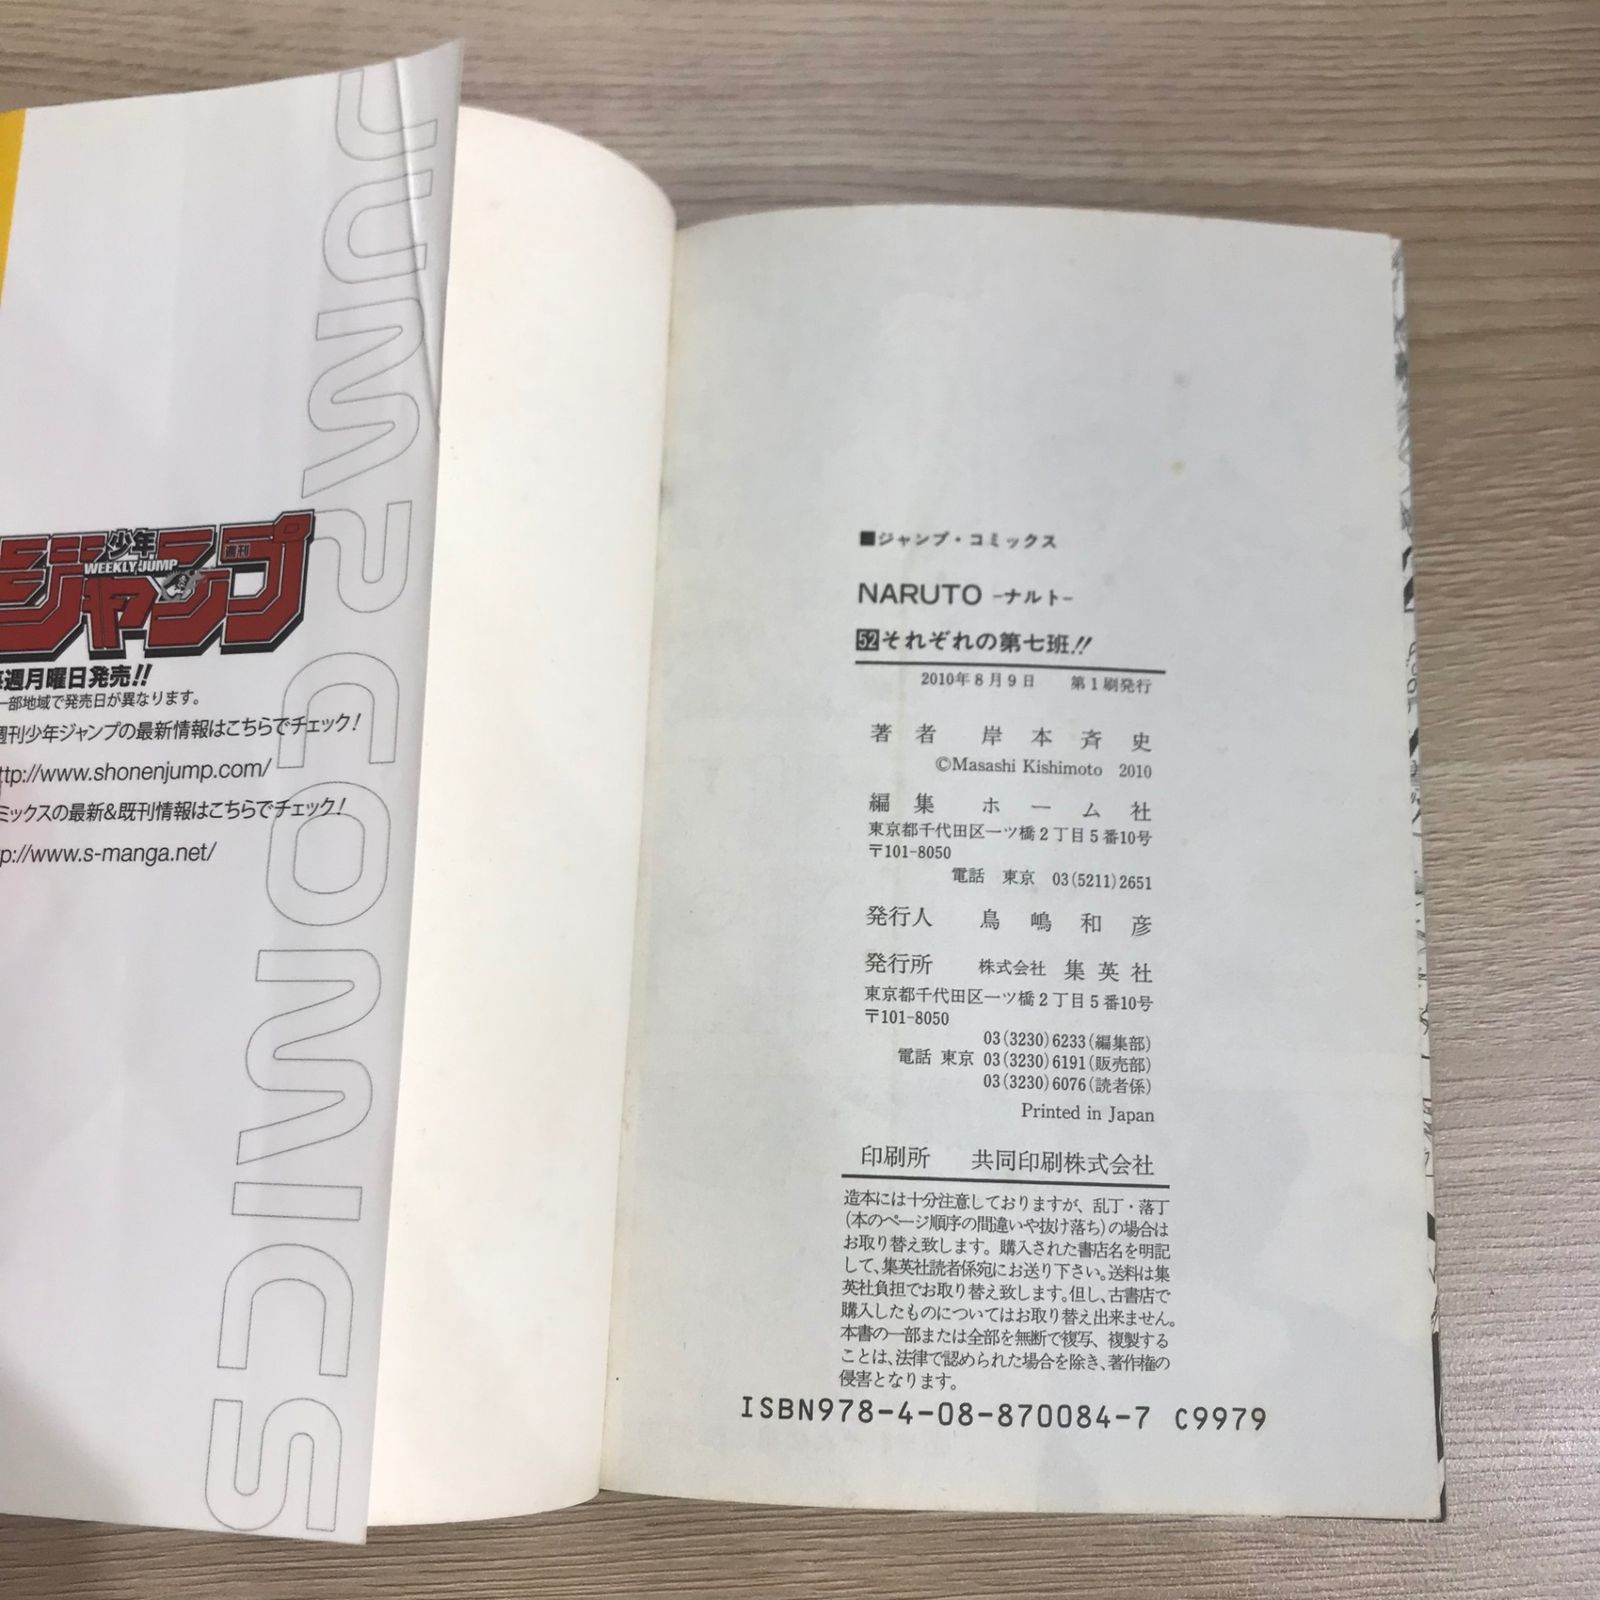 JUMP COMICS
少年
週刊
WEEKLY JUMP
ジャンプ
週月曜日発売!!
一部地域で発売日が異なります。
週刊少年ジャンプの最新情報はこちらでチェック!
ttp://www.shonenjump.com/
ミックスの最新&既刊情報はこちらでチェック!
p://www.s-manga.net/
■ジャンプ・コミックス
NARUTO -ナルト-
52それぞれの第七班!!
2010年8月9日 第1刷発行
著者 岸本斉史
©Masashi Kishimoto 2010
編集 ホーム社
東京都千代田区一ツ橋2丁目5番10号
〒101-8050
電話 東京 03(5211)2651
発行人 鳥嶋和彦
発行所 株式会社 集英社
東京都千代田区一ツ橋2丁目5番10号
〒101-8050
03(3230)6233(編集部)
電話 東京 03(3230)6191(販売部)
03(3230)6076(読者係)
Printed in Japan
印刷所 共同印刷株式会社
造本には十分注意しておりますが、乱丁・落丁
(本のページ順序の間違いや抜け落ち)の場合は
お取り替え致します。購入された書店名を明記
して、集英社読者係宛にお送り下さい。送料は集
英社負担でお取り替え致します。但し、古書店で
購入したものについてはお取り替え出来ません。
本書の一部または全部を無断で複写、複製する
ことは、法律で認められた場合を除き、著作権の
侵害となります。
ISBN978-4-08-870084-7 C9979